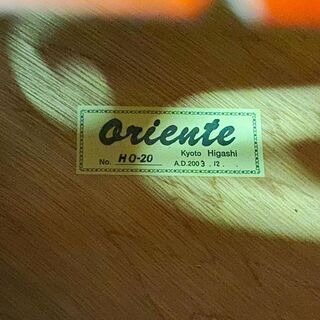 Oriente
Kyoto Higashi
No. HO-20 A.D.2003.12.